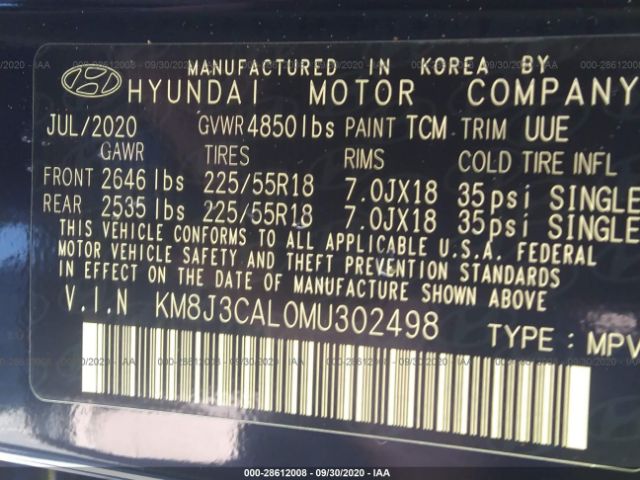 MANUFACTURED IN KOREA BY
HYUNDAI MOTOR COMPANY
JUL/2020 GVWR 4850lbs PAINT TCM TRIM UUE
GAWR TIRES RIMS COLD TIRE INFL
FRONT 2646 lbs 225/55R18 7.0JX18 35psi SINGLE
REAR 2535 lbs 225/55R18 7.0JX18 35psi SINGLE
THIS VEHICLE CONFORMS TO ALL APPLICABLE U.S.A. FEDERAL
MOTOR VEHICLE SAFETY AND THEFT PREVENTION STANDARDS
IN EFFECT ON THE DATE OF MANUFACTURE SHOWN ABOVE
V.I.N KM8J3CAL0MU302498
TYPE : MPV
000-28612008 - 09/30/2020 - IAA